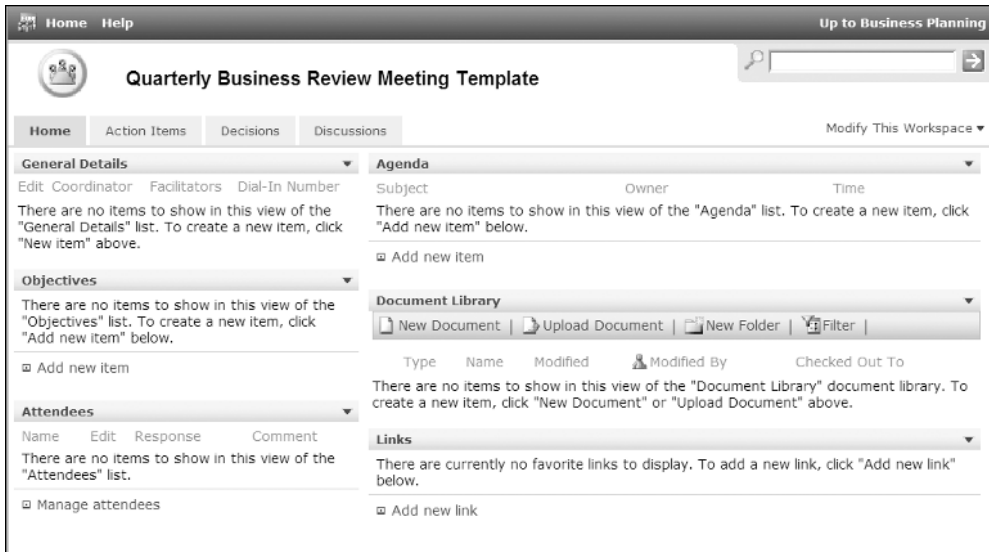 Home Help Up to Business Planning
Quarterly Business Review Meeting Template
Home Action Items Decisions Discussions Modify This Workspace
General Details
Edit Coordinator Facilitators Dial-In Number
There are no items to show in this view of the
"General Details" list. To create a new item, click
"New item" above.
Objectives
There are no items to show in this view of the
"Objectives" list. To create a new item, click
"Add new item" below.
Add new item
Attendees
Name Edit Response Comment
There are no items to show in this view of the
"Attendees" list.
Manage attendees
Agenda
Subject Owner Time
There are no items to show in this view of the "Agenda" list. To create a new item, click
"Add new item" below.
Add new item
Document Library
New Document | Upload Document | New Folder | Filter |
Type Name Modified Modified By Checked Out To
There are no items to show in this view of the "Document Library" document library. To
create a new item, click "New Document" or "Upload Document" above.
Links
There are currently no favorite links to display. To add a new link, click "Add new link"
below.
Add new link